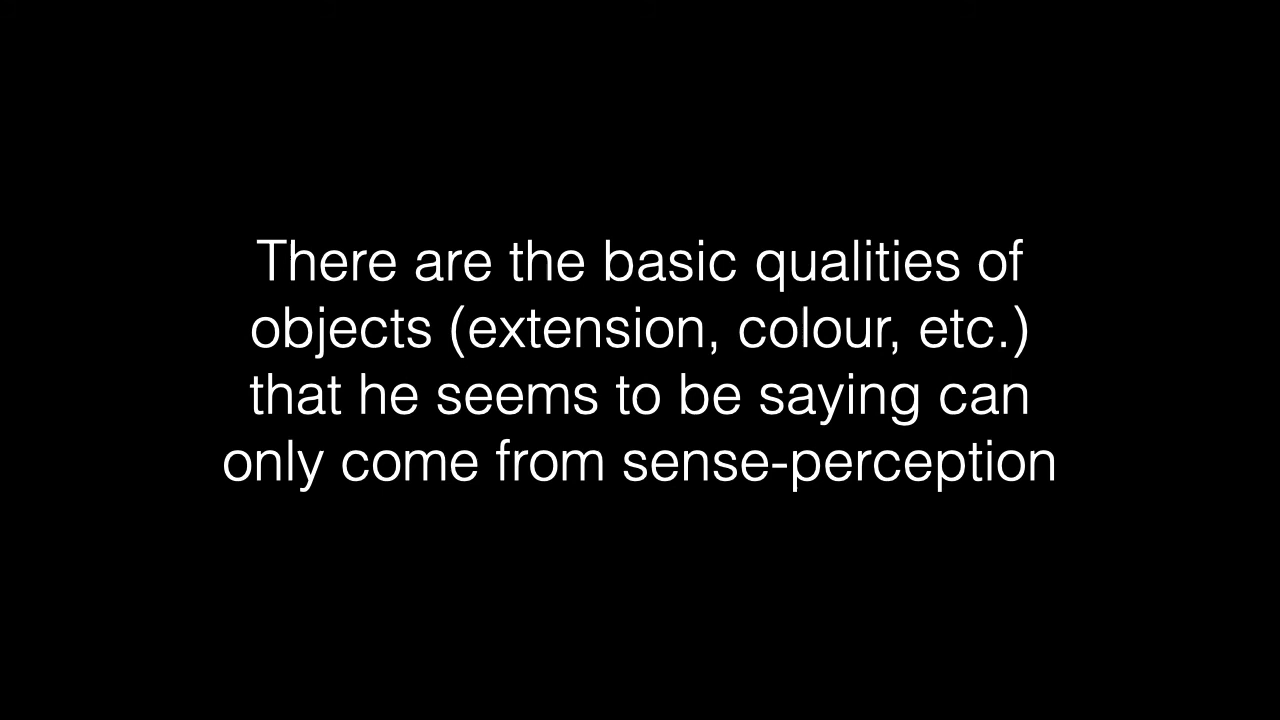 There are the basic qualities of
objects (extension, colour, etc.)
that he seems to be saying can
only come from sense-perception